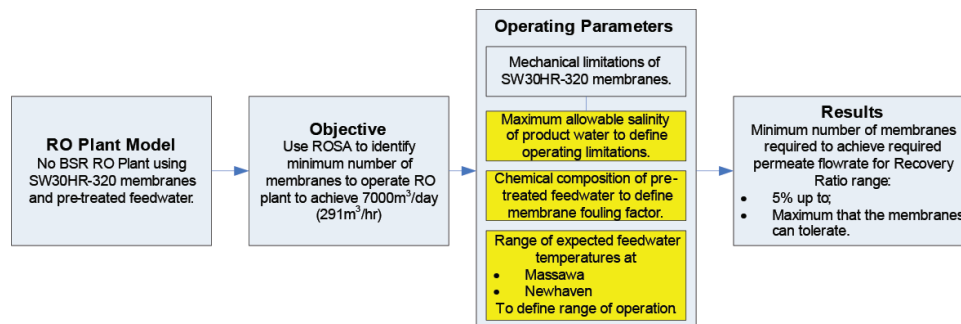 RO Plant Model
No BSR RO Plant using
SW30HR-320 membranes
and pre-treated feedwater.
Objective
Use ROSA to identify
minimum number of
membranes to operate RO
plant to achieve 7000m³/day
(291m³/hr)
Operating Parameters
Mechanical limitations of
SW30HR-320 membranes.
Maximum allowable salinity
of product water to define
operating limitations.
Chemical composition of pre-
treated feedwater to define
membrane fouling factor.
Range of expected feedwater
temperatures at
• Massawa
• Newhaven
To define range of operation.
Results
Minimum number of membranes
required to achieve required
permeate flowrate for Recovery
Ratio range:
• 5% up to;
• Maximum that the membranes
can tolerate.